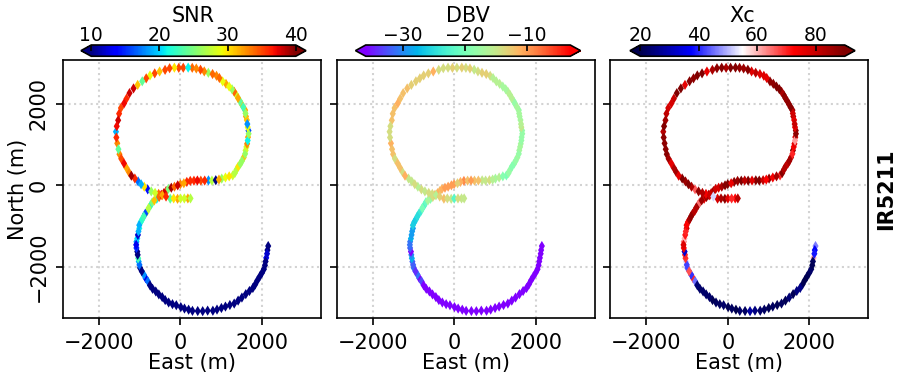 SNR DBV Xc
10 20 30 40 −30 −20 −10 20 40 60 80
2000
0
−2000
North (m)
−2000 0 2000 −2000 0 2000 −2000 0 2000
East (m) East (m) East (m)
IR5211